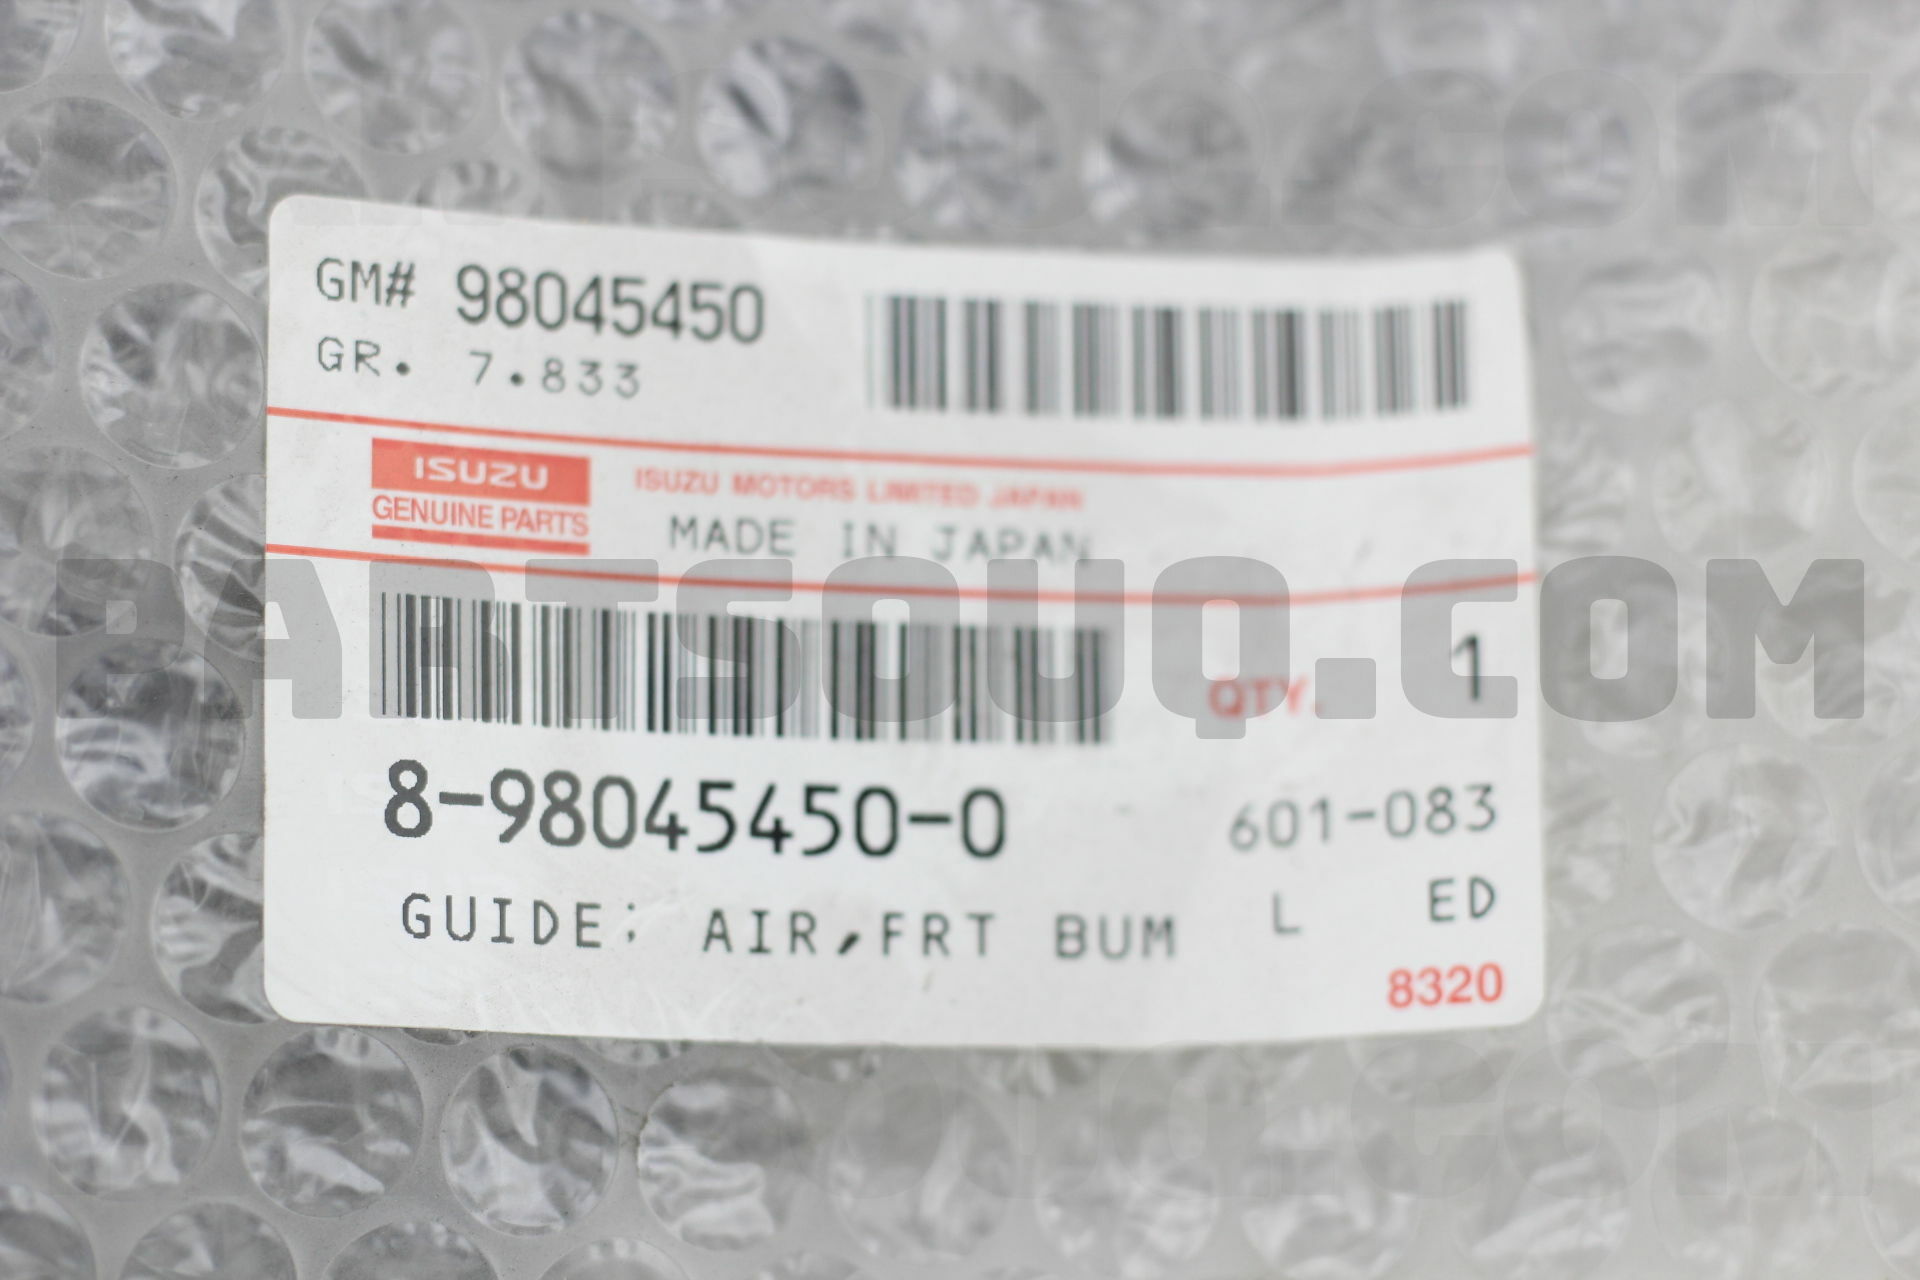 GM# 98045450
GR. 7.833
ISUZU
GENUINE PARTS
ISUZU MOTORS LIMITED JAPAN
MADE IN JAPAN
PARTSOUQ.COM
QTY. 1
8-98045450-0
601-083
GUIDE; AIR,FRT BUM
L ED
8320